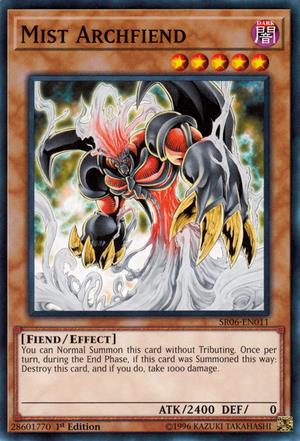 Mist Archfiend
DARK
闇
SR06-EN011
[FIEND/EFFECT]
You can Normal Summon this card without Tributing. Once per
turn, during the End Phase, if this card was Summoned this way:
Destroy this card, and if you do, take 1000 damage.
ATK/2400 DEF/ 0
28601770 1st Edition ©1996 KAZUKI TAKAHASHI